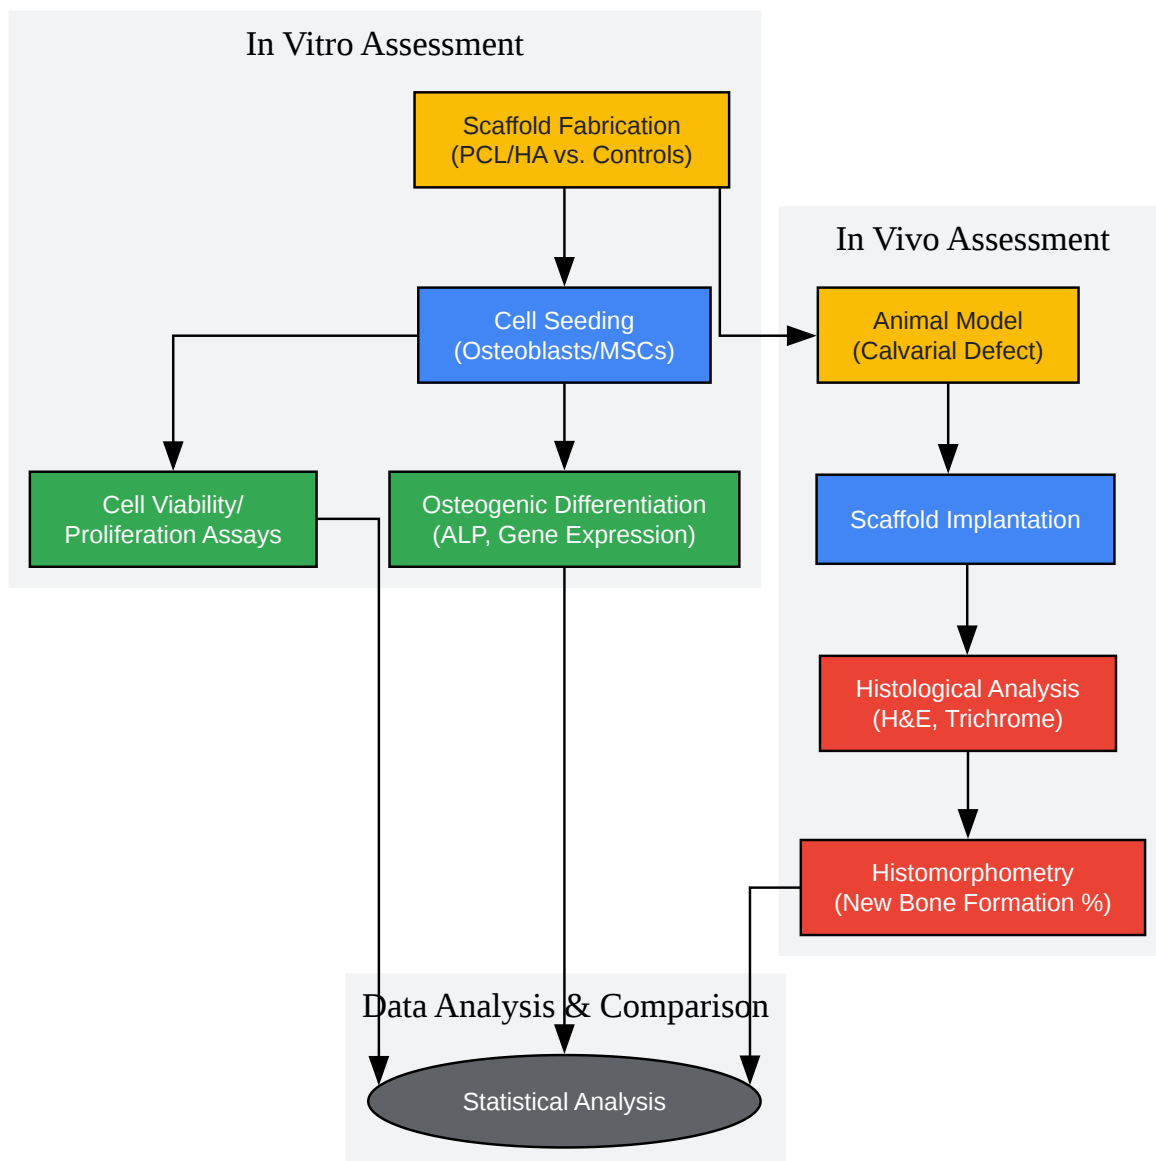 In Vitro Assessment
Scaffold Fabrication
(PCL/HA vs. Controls)
Cell Seeding
(Osteoblasts/MSCs)
Cell Viability/
Proliferation Assays
Osteogenic Differentiation
(ALP, Gene Expression)
In Vivo Assessment
Animal Model
(Calvarial Defect)
Scaffold Implantation
Histological Analysis
(H&E, Trichrome)
Histomorphometry
(New Bone Formation %)
Data Analysis & Comparison
Statistical Analysis